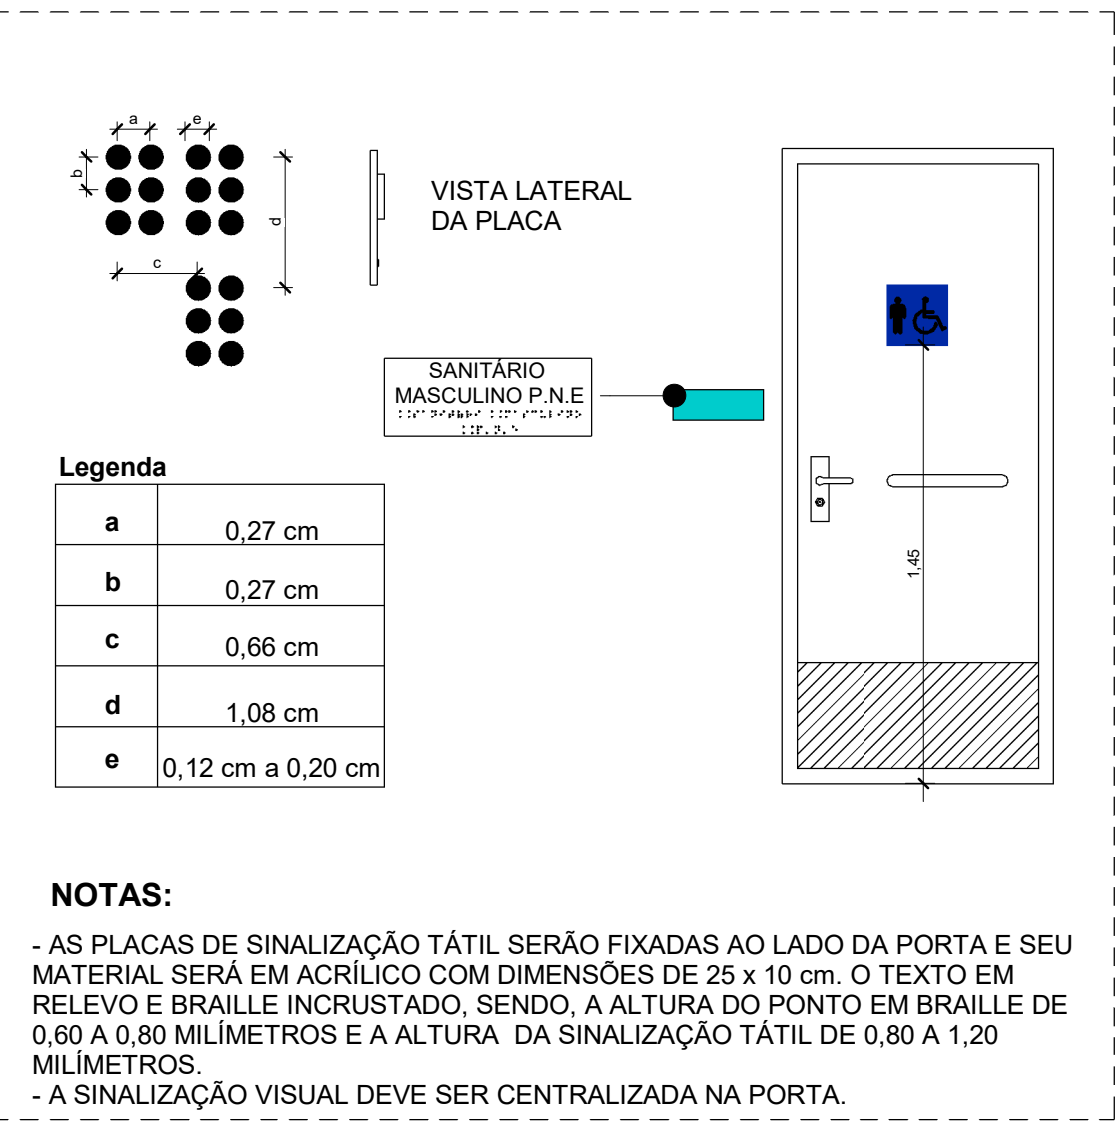 a
e
b
d
c
VISTA LATERAL
DA PLACA
SANITÁRIO
MASCULINO P.N.E
1,45
Legenda
a 0,27 cm
b 0,27 cm
c 0,66 cm
d 1,08 cm
e 0,12 cm a 0,20 cm
NOTAS:
- AS PLACAS DE SINALIZAÇÃO TÁTIL SERÃO FIXADAS AO LADO DA PORTA E SEU
MATERIAL SERÁ EM ACRÍLICO COM DIMENSÕES DE 25 x 10 cm. O TEXTO EM
RELEVO E BRAILLE INCRUSTADO, SENDO, A ALTURA DO PONTO EM BRAILLE DE
0,60 A 0,80 MILÍMETROS E A ALTURA  DA SINALIZAÇÃO TÁTIL DE 0,80 A 1,20
MILÍMETROS.
- A SINALIZAÇÃO VISUAL DEVE SER CENTRALIZADA NA PORTA.